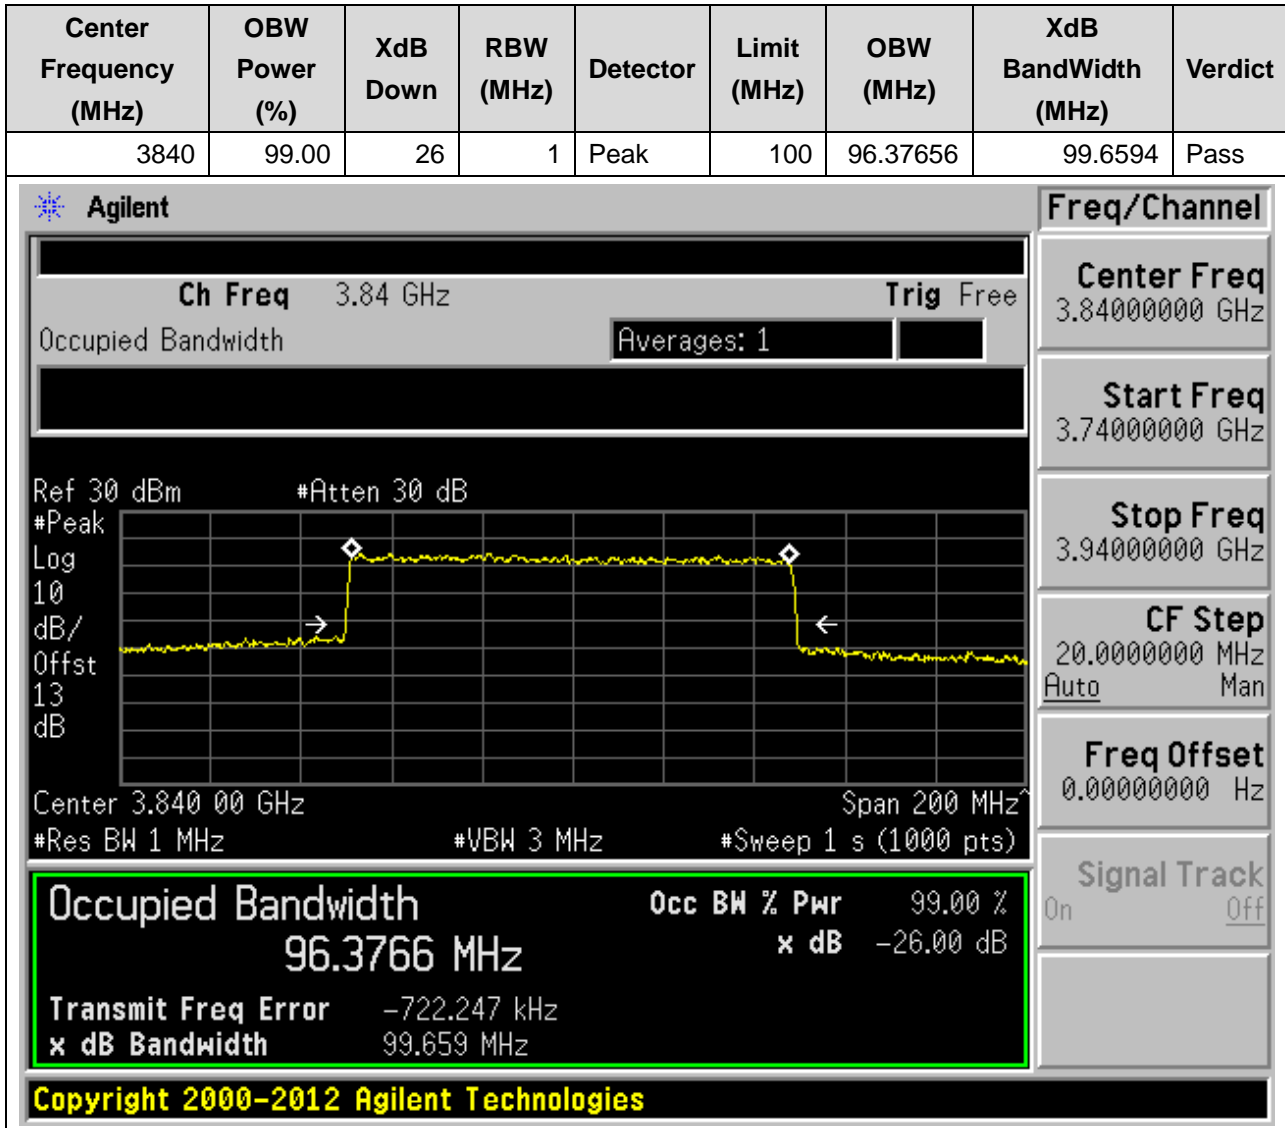 Center Frequency (MHz) OBW Power (%) XdB Down RBW (MHz) Detector Limit (MHz) OBW (MHz) XdB BandWidth (MHz) Verdict
3840 99.00 26 1 Peak 100 96.37656 99.6594 Pass
Agilent
Freq/Channel
Ch Freq 3.84 GHz Trig Free
Occupied Bandwidth Averages: 1
Center Freq
3.84000000 GHz
Start Freq
3.74000000 GHz
Stop Freq
3.94000000 GHz
CF Step
20.0000000 MHz
Auto Man
Freq Offset
0.00000000 Hz
Signal Track
On Off
Ref 30 dBm #Atten 30 dB
#Peak
Log
10
dB/
Offst
13
dB
Center 3.840 00 GHz Span 200 MHz^
#Res BW 1 MHz #VBW 3 MHz #Sweep 1 s (1000 pts)
Occupied Bandwidth Occ BW % Pwr 99.00 %
96.3766 MHz x dB -26.00 dB
Transmit Freq Error -722.247 kHz
x dB Bandwidth 99.659 MHz
Copyright 2000-2012 Agilent Technologies